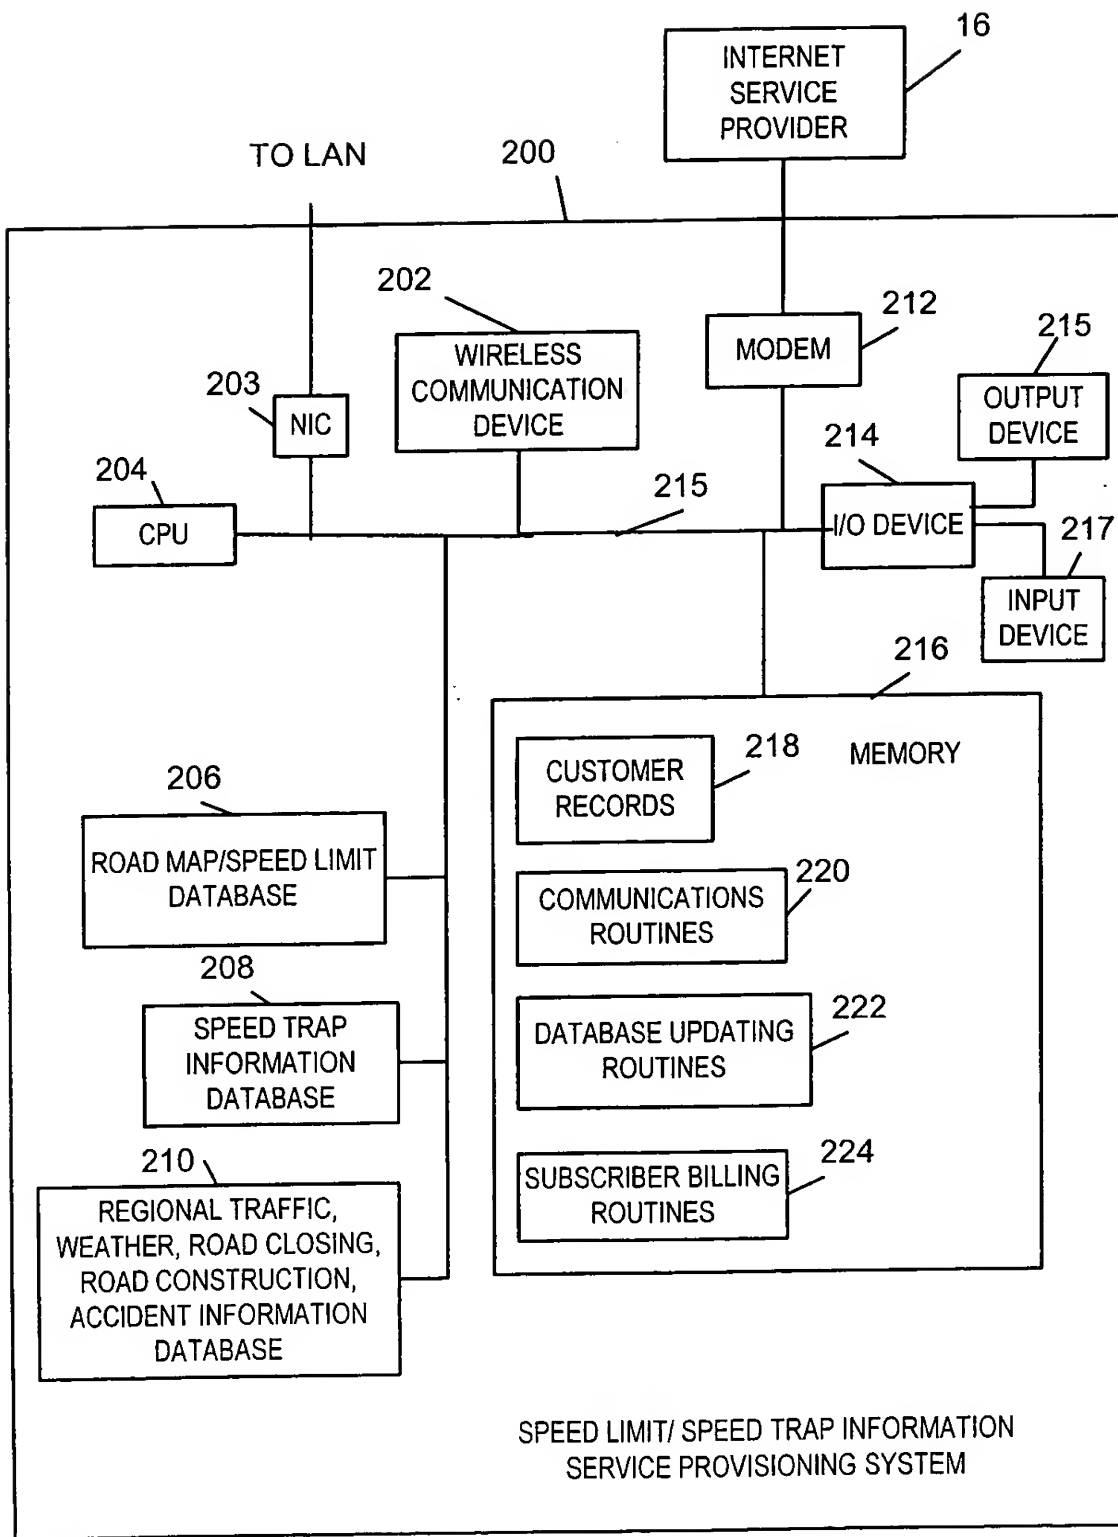 16
INTERNET
SERVICE
PROVIDER
TO LAN
200
202
WIRELESS
COMMUNICATION
DEVICE
212
MODEM
215
OUTPUT
DEVICE
203
NIC
214
I/O DEVICE
204
CPU
215
217
INPUT
DEVICE
216
MEMORY
218
CUSTOMER
RECORDS
206
ROAD MAP/SPEED LIMIT
DATABASE
220
COMMUNICATIONS
ROUTINES
208
SPEED TRAP
INFORMATION
DATABASE
222
DATABASE UPDATING
ROUTINES
210
REGIONAL TRAFFIC,
WEATHER, ROAD CLOSING,
ROAD CONSTRUCTION,
ACCIDENT INFORMATION
DATABASE
224
SUBSCRIBER BILLING
ROUTINES
SPEED LIMIT/ SPEED TRAP INFORMATION
SERVICE PROVISIONING SYSTEM